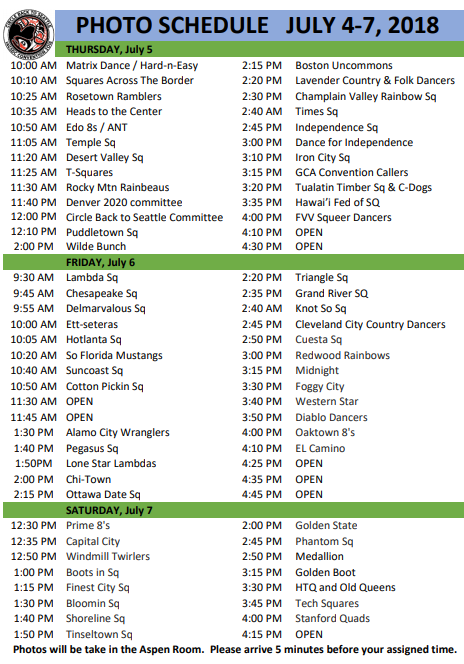 PHOTO SCHEDULE JULY 4-7, 2018
THURSDAY, July 5
10:00 AM Matrix Dance / Hard-n-Easy 2:15 PM Boston Uncommons
10:10 AM Squares Across The Border 2:20 PM Lavender Country & Folk Dancers
10:25 AM Rosetown Ramblers 2:30 PM Champlain Valley Rainbow Sq
10:35 AM Heads to the Center 2:40 AM Times Sq
10:50 AM Edo 8s / ANT 2:45 PM Independence Sq
11:05 AM Temple Sq 3:00 PM Dance for Independence
11:20 AM Desert Valley Sq 3:10 PM Iron City Sq
11:25 AM T-Squares 3:15 PM GCA Convention Callers
11:30 AM Rocky Mtn Rainbeaus 3:20 PM Tualatin Timber Sq & C-Dogs
11:40 PM Denver 2020 committee 3:35 PM Hawai'i Fed of SQ
12:00 PM Circle Back to Seattle Committee 4:00 PM FVV Squeer Dancers
12:10 PM Puddletown Sq 4:10 PM OPEN
2:00 PM Wilde Bunch 4:30 PM OPEN
FRIDAY, July 6
9:30 AM Lambda Sq 2:20 PM Triangle Sq
9:45 AM Chesapeake Sq 2:35 PM Grand River SQ
9:55 AM Delmarvalous Sq 2:40 AM Knot So Sq
10:00 AM Ett-seteras 2:45 PM Cleveland City Country Dancers
10:05 AM Hotlanta Sq 2:50 PM Cuesta Sq
10:20 AM So Florida Mustangs 3:00 PM Redwood Rainbows
10:40 AM Suncoast Sq 3:15 PM Midnight
10:50 AM Cotton Pickin Sq 3:30 PM Foggy City
11:30 AM OPEN 3:40 PM Western Star
11:45 AM OPEN 3:50 PM Diablo Dancers
1:30 PM Alamo City Wranglers 4:00 PM Oaktown 8's
1:40 PM Pegasus Sq 4:10 PM EL Camino
1:50PM Lone Star Lambdas 4:25 PM OPEN
2:00 PM Chi-Town 4:35 PM OPEN
2:15 PM Ottawa Date Sq 4:45 PM OPEN
SATURDAY, July 7
12:30 PM Prime 8's 2:00 PM Golden State
12:35 PM Capital City 2:45 PM Phantom Sq
12:50 PM Windmill Twirlers 2:50 PM Medallion
1:00 PM Boots in Sq 3:15 PM Golden Boot
1:15 PM Finest City Sq 3:30 PM HTQ and Old Queens
1:30 PM Bloomin Sq 3:45 PM Tech Squares
1:40 PM Shoreline Sq 4:00 PM Stanford Quads
1:50 PM Tinseltown Sq 4:15 PM OPEN
Photos will be take in the Aspen Room. Please arrive 5 minutes before your assigned time.